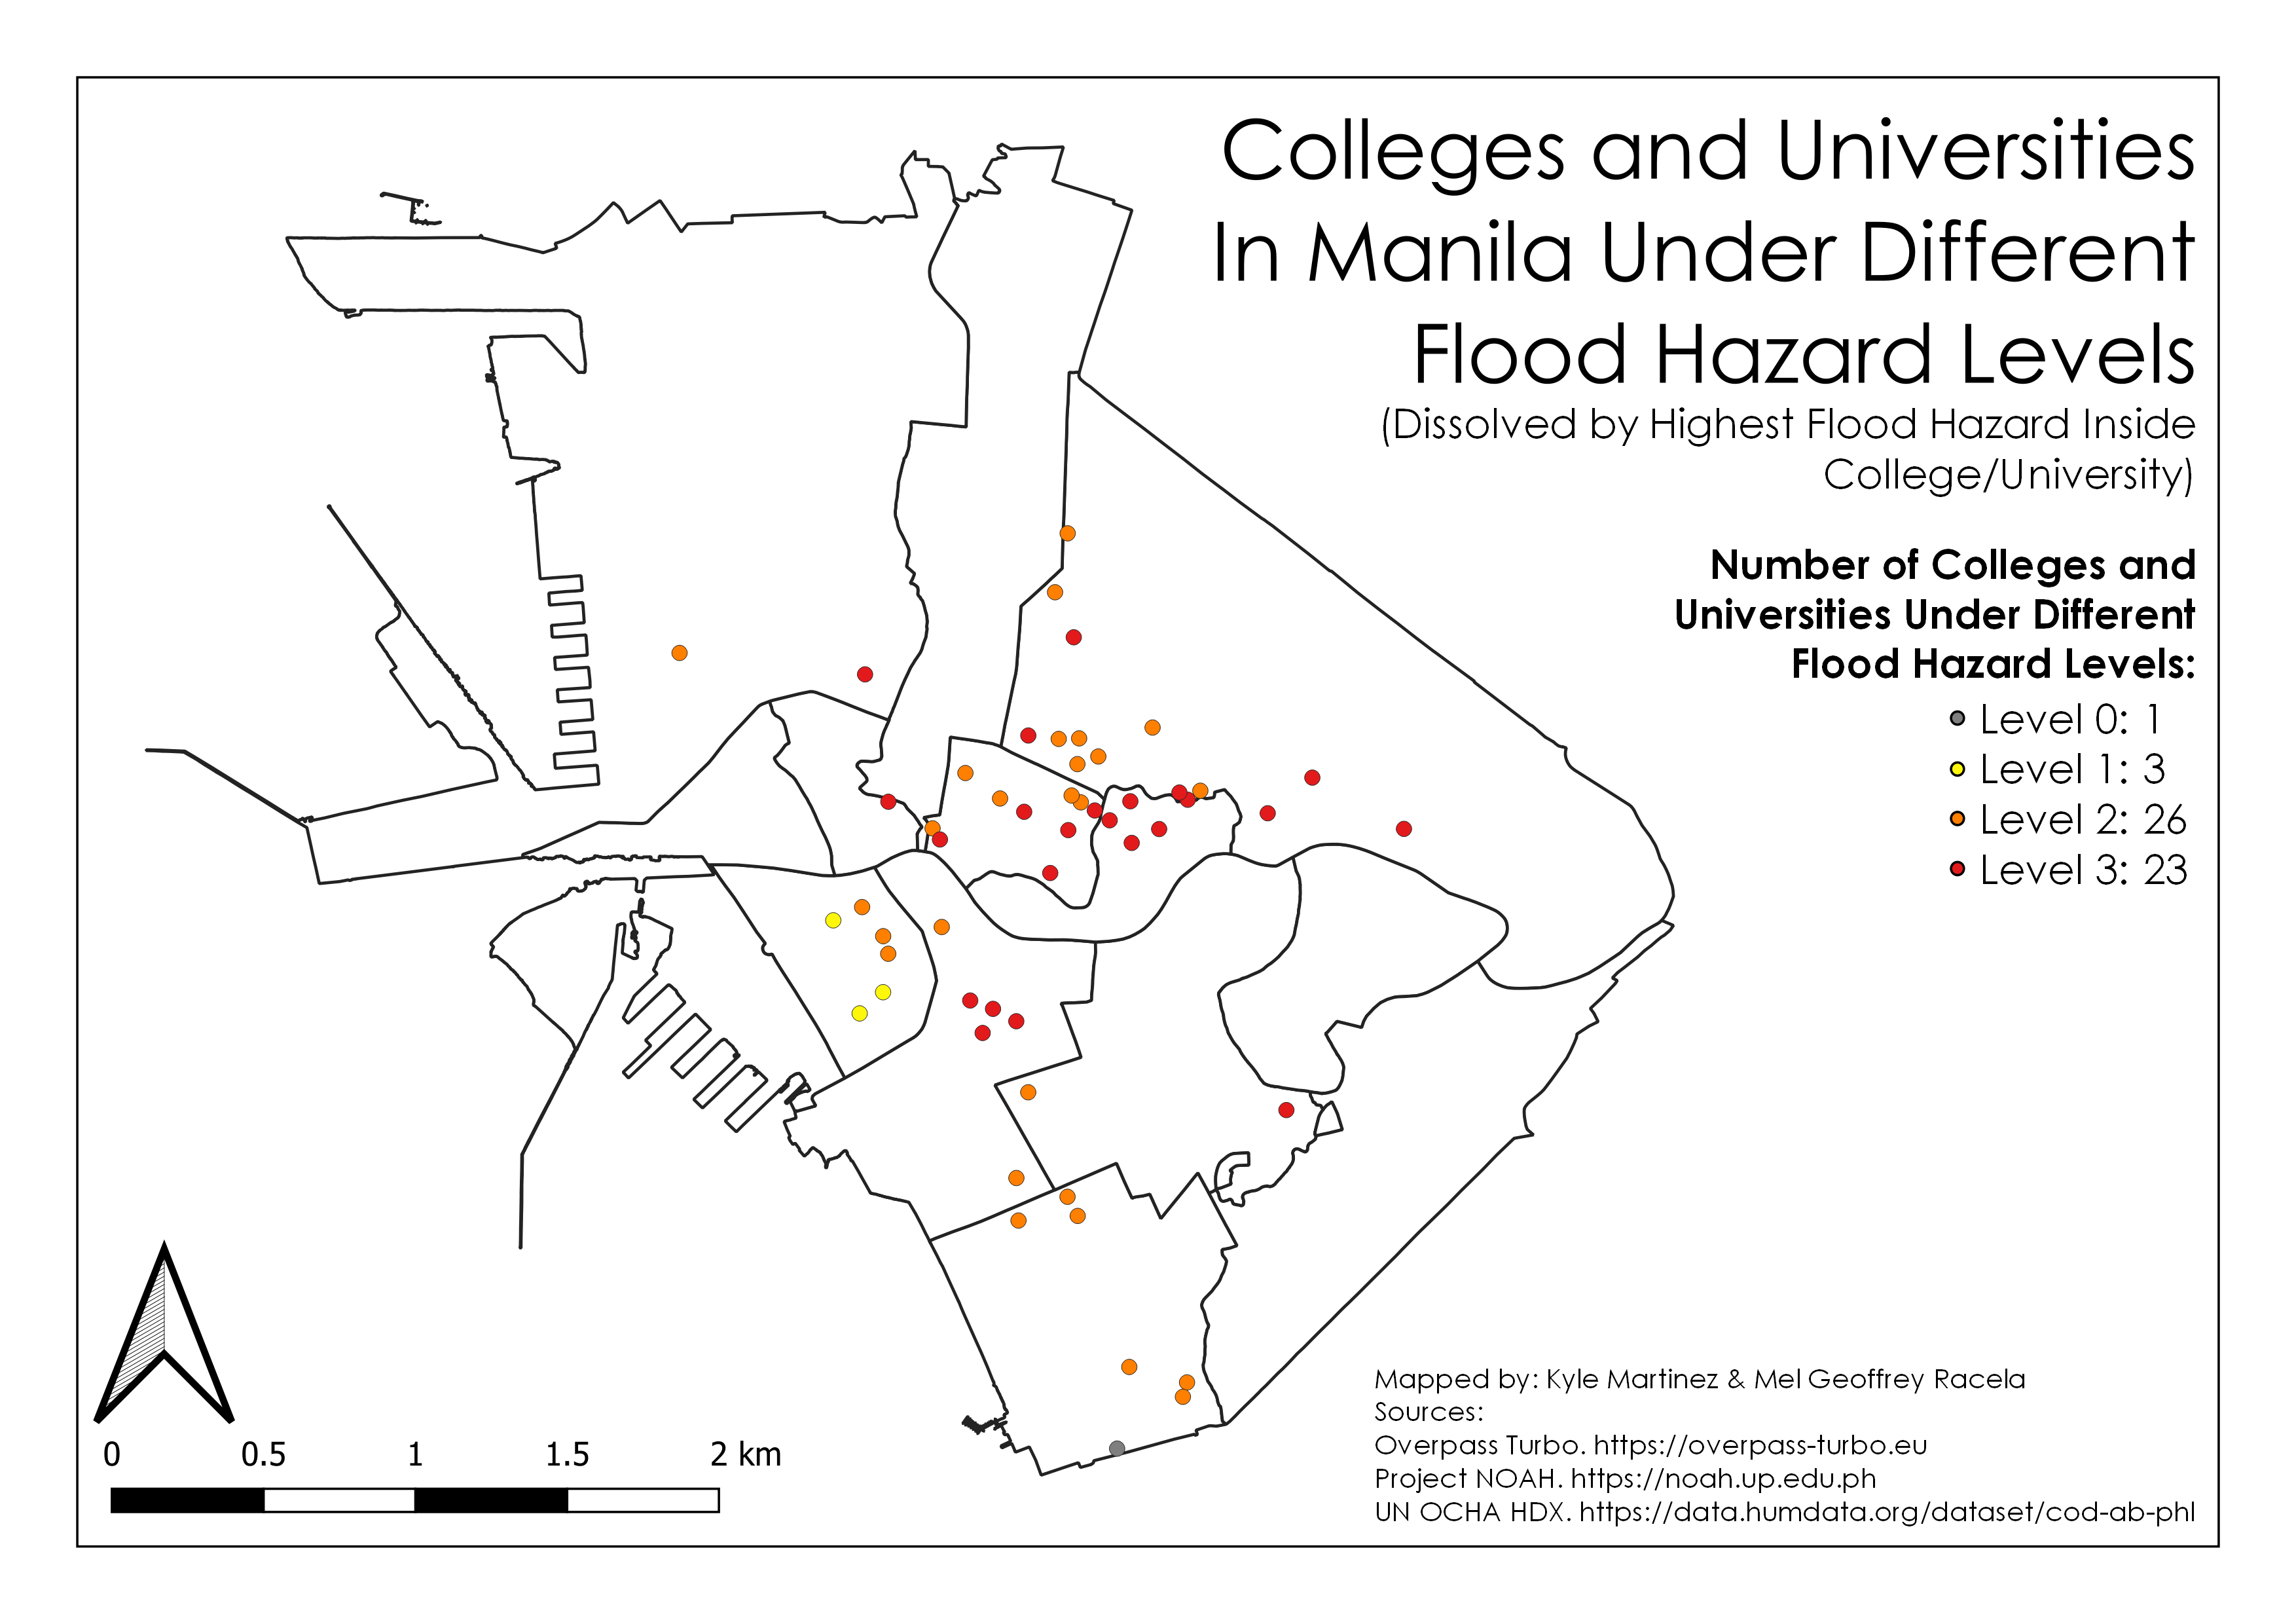 Colleges and Universities
In Manila Under Different
Flood Hazard Levels
(Dissolved by Highest Flood Hazard Inside
College/University)
Number of Colleges and
Universities Under Different
Flood Hazard Levels:
Level 0: 1
Level 1: 3
Level 2: 26
Level 3: 23
Mapped by: Kyle Martinez & Mel Geoffrey Racela
Sources:
Overpass Turbo. https://overpass-turbo.eu
Project NOAH. https://noah.up.edu.ph
UN OCHA HDX. https://data.humdata.org/dataset/cod-ab-phl
0 0.5 1 1.5 2 km